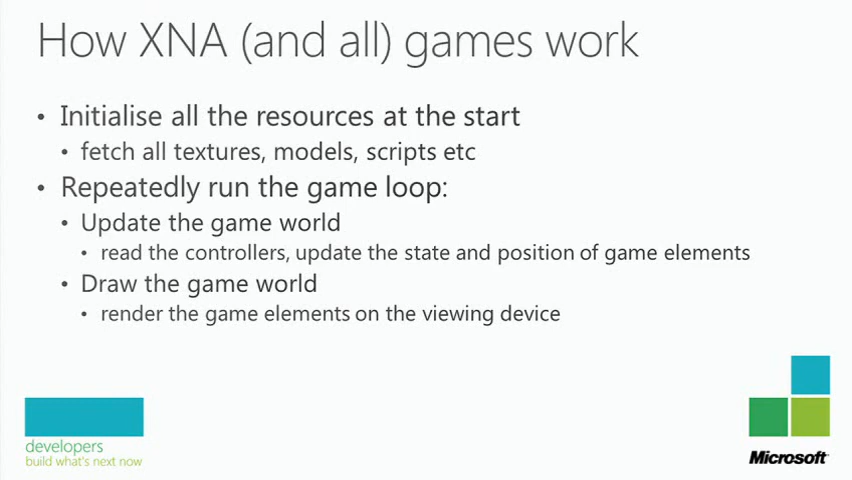 How XNA (and all) games work
• Initialise all the resources at the start
• fetch all textures, models, scripts etc
• Repeatedly run the game loop:
• Update the game world
• read the controllers, update the state and position of game elements
• Draw the game world
• render the game elements on the viewing device
developers
build what's next now
Microsoft